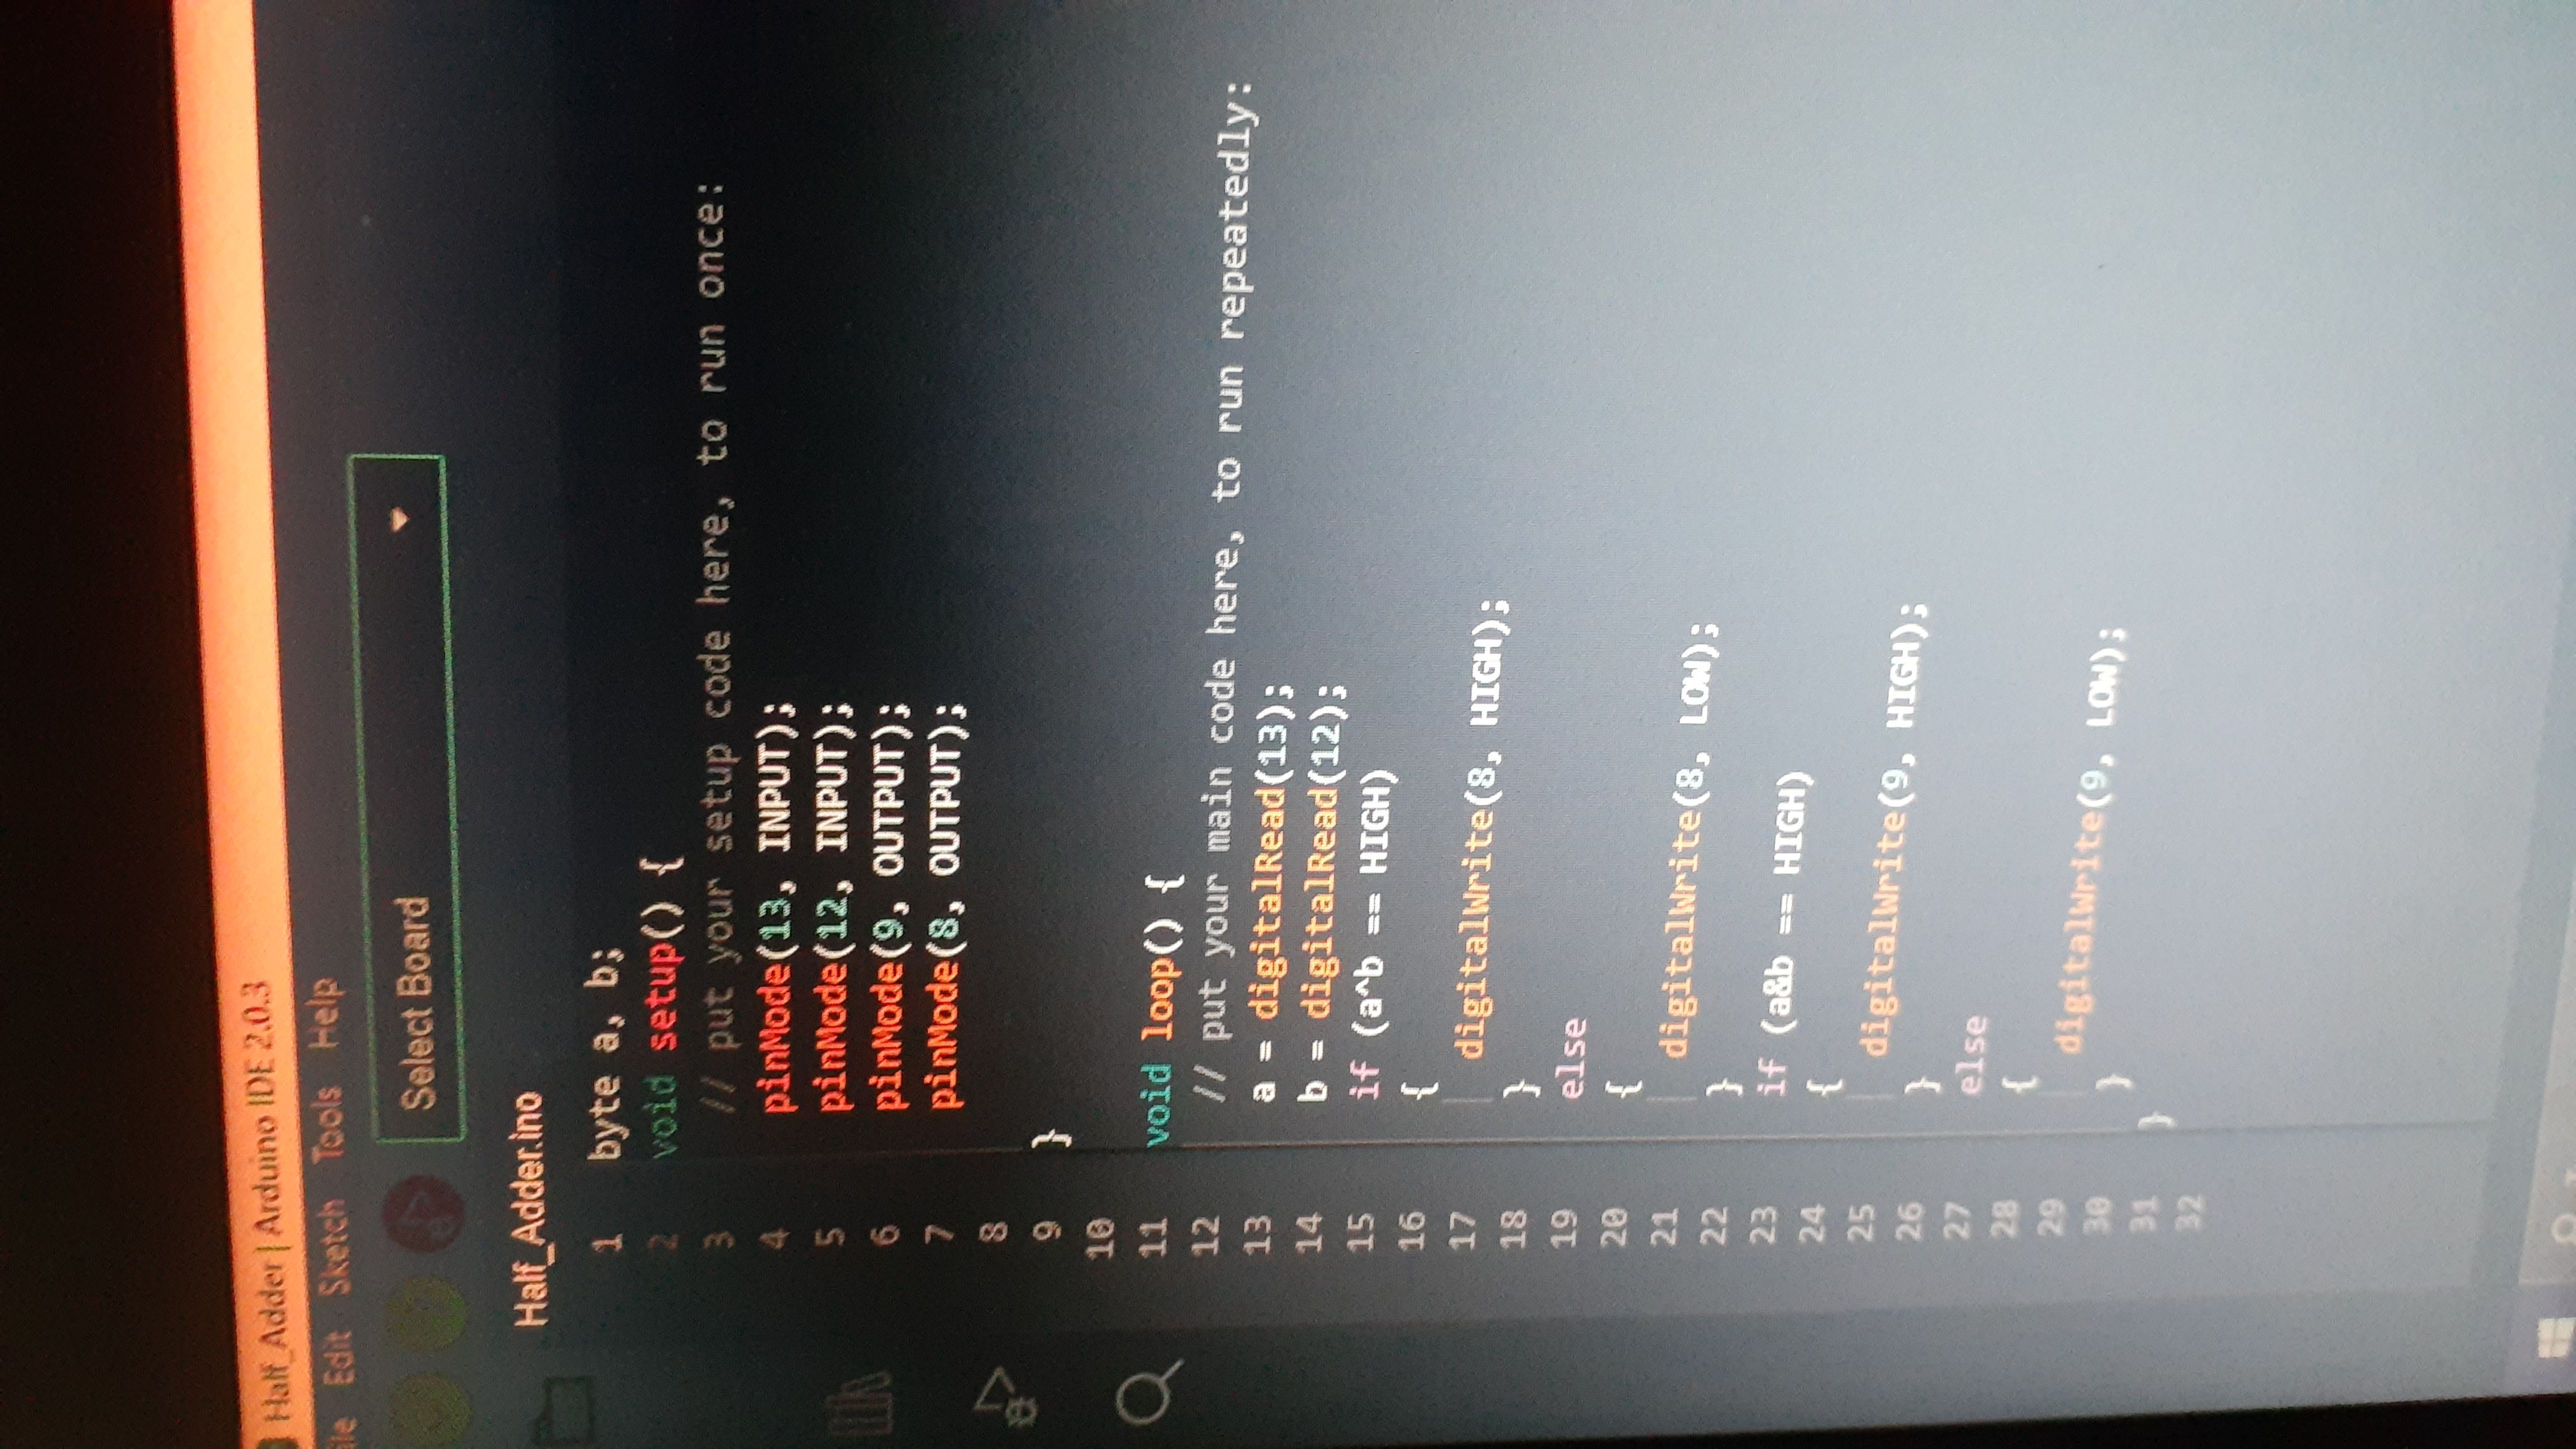 Half_Adder | Arduino IDE 2.0.3
Edit Sketch Tools Help
Select Board
Half_Adder.ino
1 byte a, b;
2 void setup() {
3 // put your setup code here, to run once:
4 pinMode(13, INPUT);
5 pinMode(12, INPUT);
6 pinMode(9, OUTPUT);
7 pinMode(8, OUTPUT);
8
9 }
10
11 void loop() {
12 // put your main code here, to run repeatedly:
13 a = digitalRead(13);
14 b = digitalRead(12);
15 if (a^b == HIGH)
16 {
17 digitalWrite(8, HIGH);
18 }
19 else
20 {
21 digitalWrite(8, LOW);
22 }
23 if (a&b == HIGH)
24 {
25 digitalWrite(9, HIGH);
26 }
27 else
28 {
29 digitalWrite(9, LOW);
30 }
31 }
32